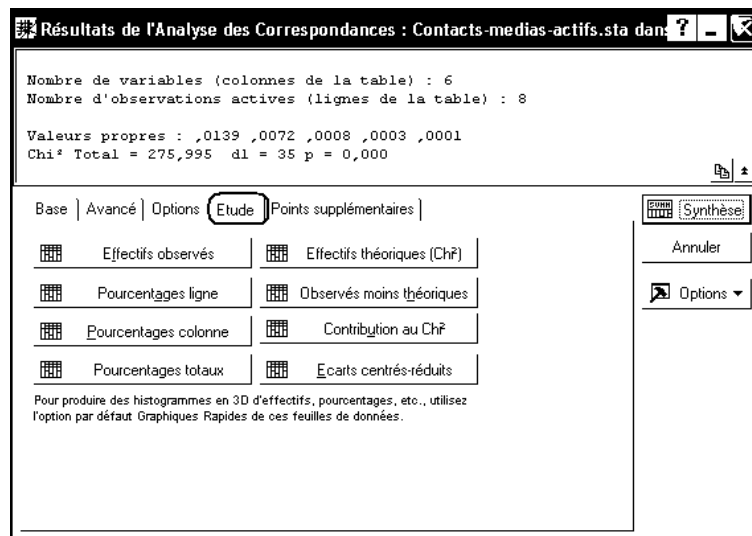 Résultats de l'Analyse des Correspondances : Contacts-medias-actifs.sta dans
Nombre de variables (colonnes de la table) : 6
Nombre d'observations actives (lignes de la table) : 8
Valeurs propres : ,0139 ,0072 ,0008 ,0003 ,0001
Chi² Total = 275,995 dl = 35 p = 0,000
Base Avancé Options Etude Points supplémentaires
Synthèse
Annuler
Options
Effectifs observés Effectifs théoriques (Chi²)
Pourcentages ligne Observés moins théoriques
Pourcentages colonne Contribution au Chi²
Pourcentages totaux Ecarts centrés-réduits
Pour produire des histogrammes en 3D d'effectifs, pourcentages, etc., utilisez
l'option par défaut Graphiques Rapides de ces feuilles de données.